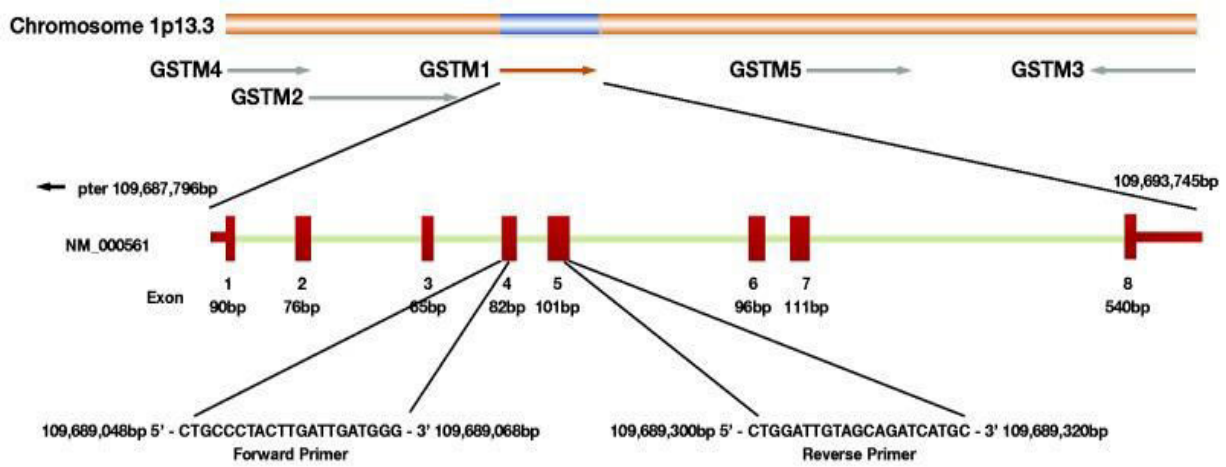 Chromosome 1p13.3
GSTM4 GSTM1 GSTM5 GSTM3
GSTM2
pter 109,687,796bp 109,693,745bp
NM_000561
1 2 3 4 5 6 7 8
Exon 90bp 76bp 65bp 82bp 101bp 96bp 111bp 540bp
109,689,048bp 5' - CTGCCCTACTTGATTGATGGG - 3' 109,689,068bp 109,689,300bp 5' - CTGGATTGTAGCAGATCATGC - 3' 109,689,320bp
Forward Primer Reverse Primer